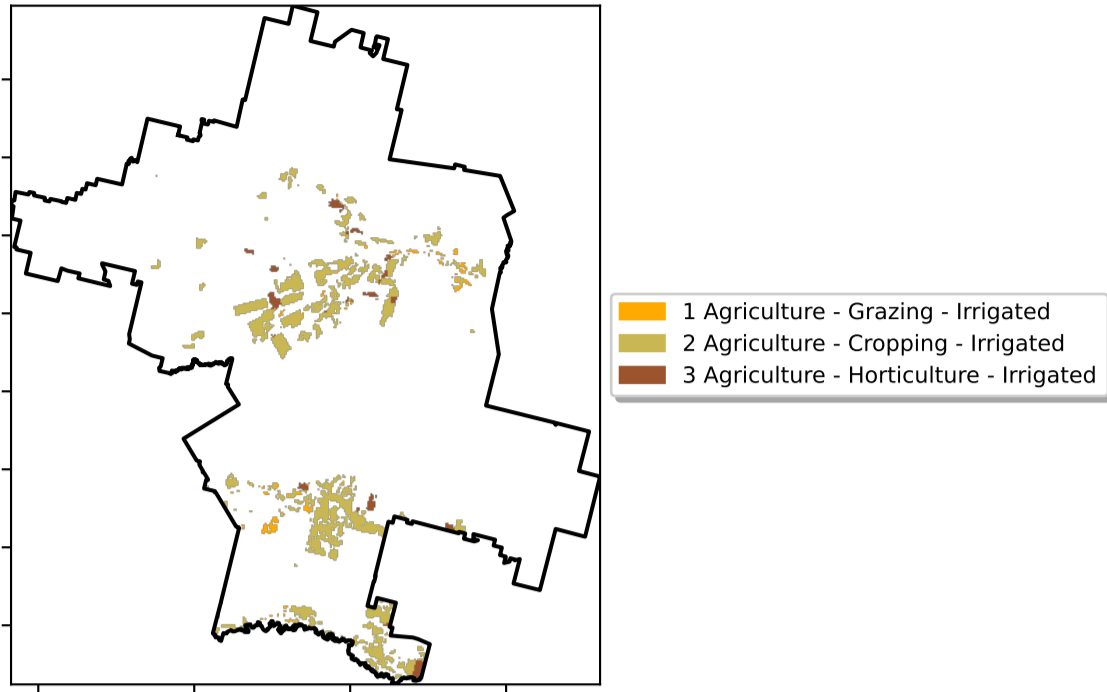 1 Agriculture - Grazing - Irrigated
2 Agriculture - Cropping - Irrigated
3 Agriculture - Horticulture - Irrigated